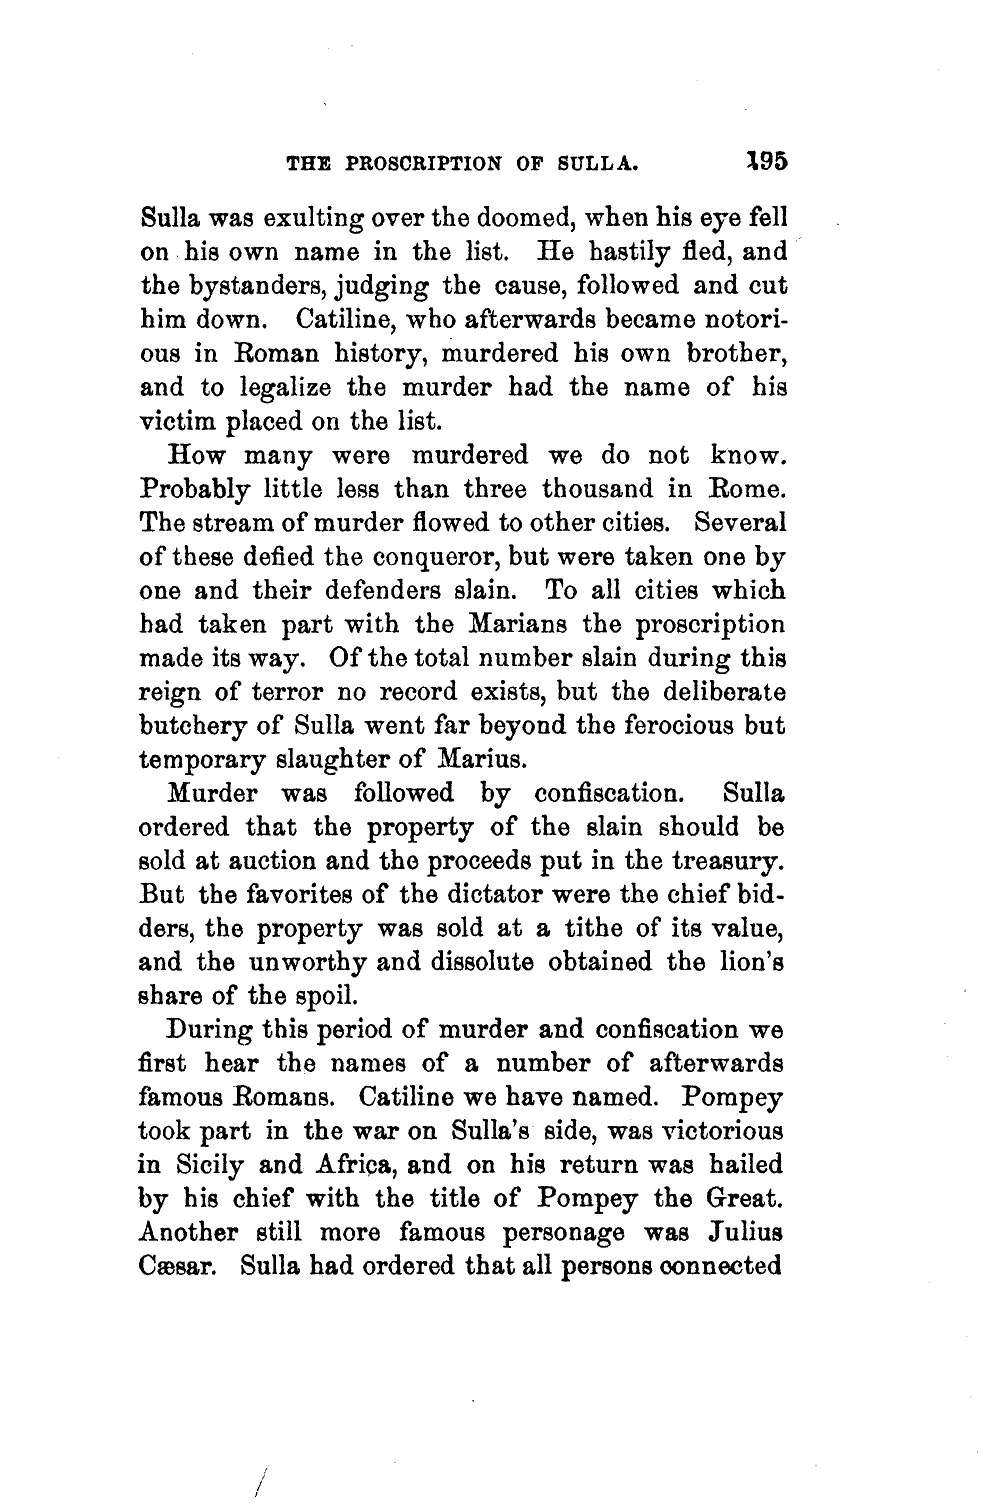 THE PROSCRIPTION OF SULLA. 195
Sulla was exulting over the doomed, when his eye fell
on his own name in the list. He hastily fled, and
the bystanders, judging the cause, followed and cut
him down. Catiline, who afterwards became notori-
ous in Roman history, murdered his own brother,
and to legalize the murder had the name of his
victim placed on the list.
How many were murdered we do not know.
Probably little less than three thousand in Rome.
The stream of murder flowed to other cities. Several
of these defied the conqueror, but were taken one by
one and their defenders slain. To all cities which
had taken part with the Marians the proscription
made its way. Of the total number slain during this
reign of terror no record exists, but the deliberate
butchery of Sulla went far beyond the ferocious but
temporary slaughter of Marius.
Murder was followed by confiscation. Sulla
ordered that the property of the slain should be
sold at auction and the proceeds put in the treasury.
But the favorites of the dictator were the chief bid-
ders, the property was sold at a tithe of its value,
and the unworthy and dissolute obtained the lion's
share of the spoil.
During this period of murder and confiscation we
first hear the names of a number of afterwards
famous Romans. Catiline we have named. Pompey
took part in the war on Sulla's side, was victorious
in Sicily and Africa, and on his return was hailed
by his chief with the title of Pompey the Great.
Another still more famous personage was Julius
Cæsar. Sulla had ordered that all persons connected